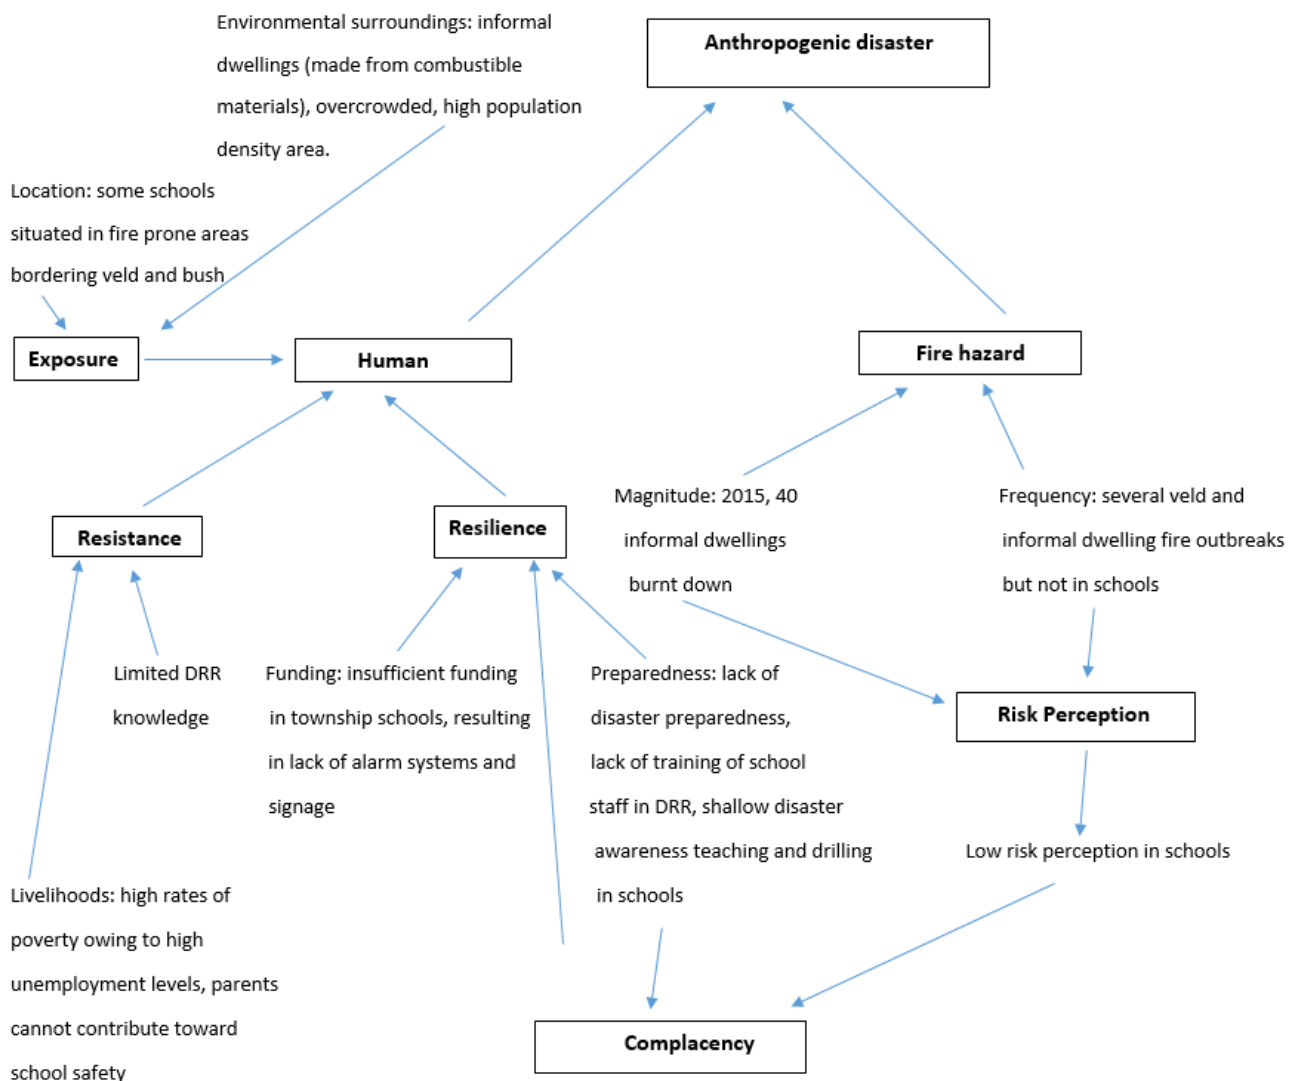 Environmental surroundings: informal
dwellings (made from combustible
materials), overcrowded, high population
density area.
Anthropogenic disaster
Location: some schools
situated in fire prone areas
bordering veld and bush
Exposure
Human
Fire hazard
Resistance
Resilience
Magnitude: 2015, 40
informal dwellings
burnt down
Frequency: several veld and
informal dwelling fire outbreaks
but not in schools
Limited DRR
knowledge
Funding: insufficient funding
in township schools, resulting
in lack of alarm systems and
signage
Preparedness: lack of
disaster preparedness,
lack of training of school
staff in DRR, shallow disaster
awareness teaching and drilling
in schools
Risk Perception
Low risk perception in schools
Livelihoods: high rates of
poverty owing to high
unemployment levels, parents
cannot contribute toward
school safety
Complacency